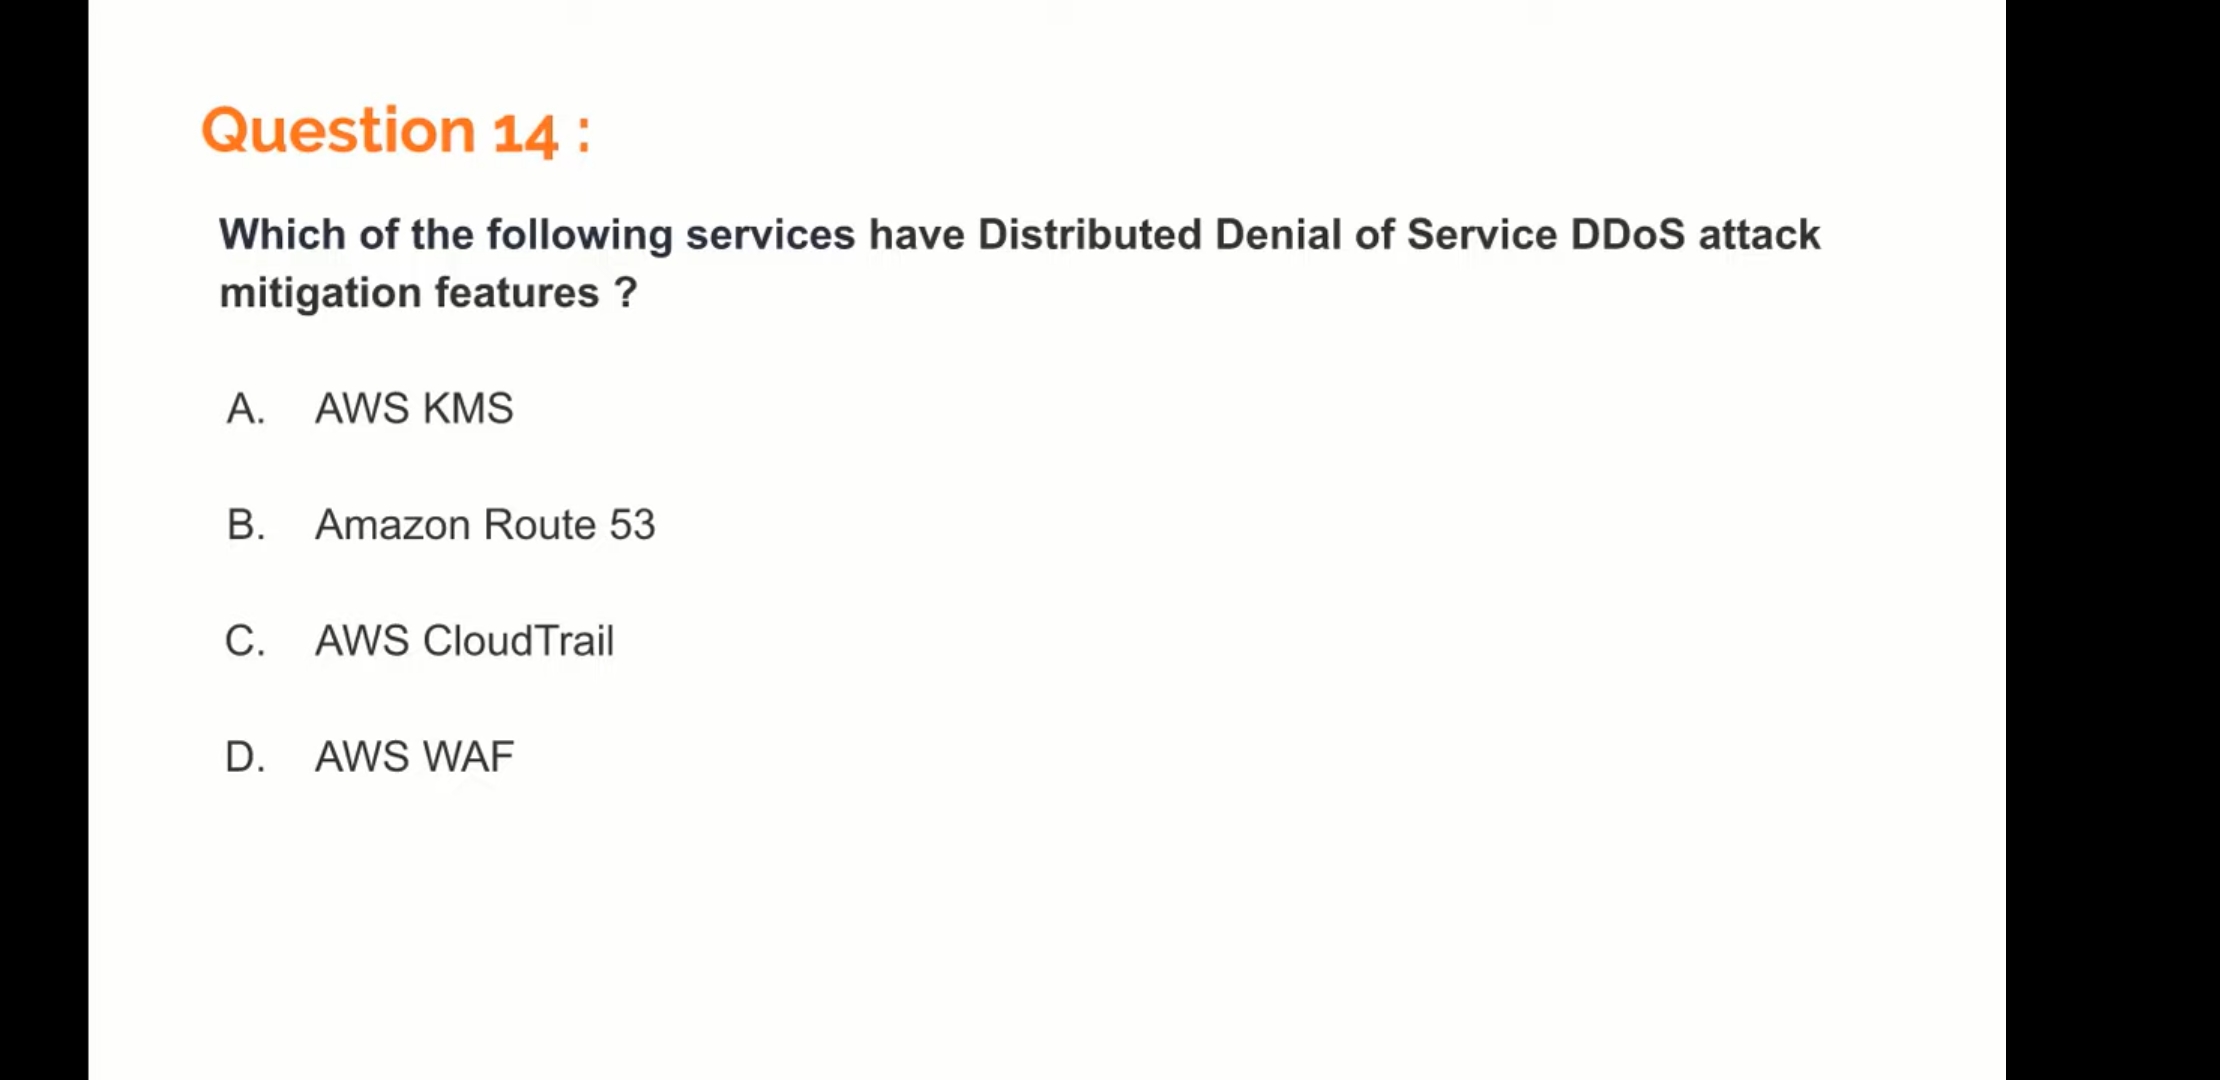 Question 14 :
Which of the following services have Distributed Denial of Service DDoS attack
mitigation features ?
A. AWS KMS
B. Amazon Route 53
C. AWS CloudTrail
D. AWS WAF